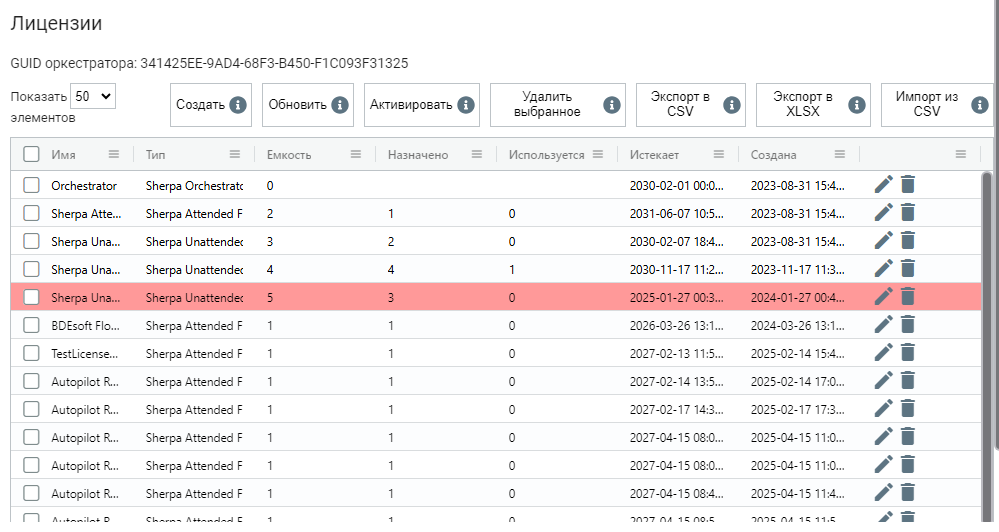 Лицензии
GUID оркестратора: 341425EE-9AD4-68F3-B450-F1C093F31325
Показать 50 элементов
Создать Обновить Активировать Удалить выбранное Экспорт в CSV Экспорт в XLSX Импорт из CSV
Имя Тип Емкость Назначено Используется Истекает Создана
Orchestrator Sherpa Orchestratc 0 2030-02-01 00:0... 2023-08-31 15:4...
Sherpa Atte... Sherpa Attended F 2 1 0 2031-06-07 10:5... 2023-08-31 15:4...
Sherpa Una... Sherpa Unattended 3 2 0 2030-02-07 18:4... 2023-08-31 15:4...
Sherpa Una... Sherpa Unattended 4 4 1 2030-11-17 11:2... 2023-11-17 11:3...
Sherpa Una... Sherpa Unattended 5 3 0 2025-01-27 00:3... 2024-01-27 00:4...
BDEsoft Flo... Sherpa Attended F 1 1 0 2026-03-26 13:1... 2024-03-26 13:1...
TestLicense... Sherpa Attended F 1 1 0 2027-02-13 11:5... 2025-02-14 15:4...
Autopilot R... Sherpa Attended F 1 1 0 2027-02-14 13:5... 2025-02-14 17:0...
Autopilot R... Sherpa Attended F 1 1 0 2027-02-17 14:3... 2025-02-17 17:3...
Autopilot R... Sherpa Attended F 1 1 0 2027-04-15 08:0... 2025-04-15 11:0...
Autopilot R... Sherpa Attended F 1 1 0 2027-04-15 08:0... 2025-04-15 11:0...
Autopilot R... Sherpa Attended F 1 1 0 2027-04-15 08:4... 2025-04-15 11:4...
Autopilot R... Sherpa Attended F 1 1 0 2027-04-15 08:5... 2025-04-15 11:5...